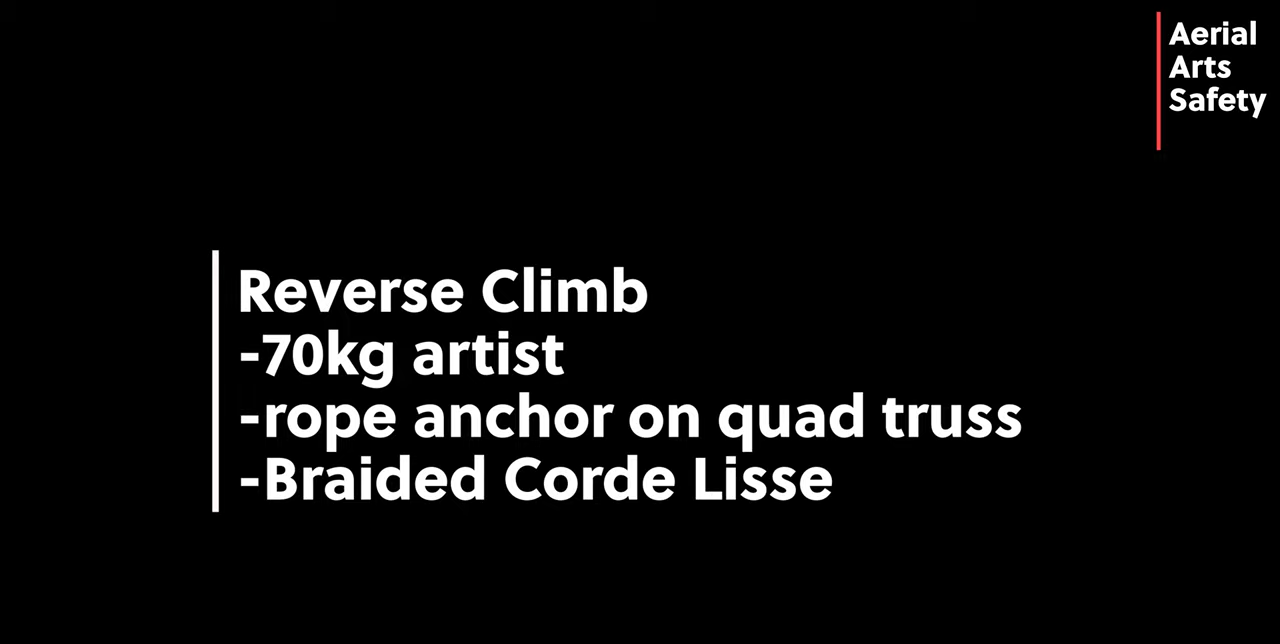 Aerial
Arts
Safety
Reverse Climb
-70kg artist
-rope anchor on quad truss
-Braided Corde Lisse